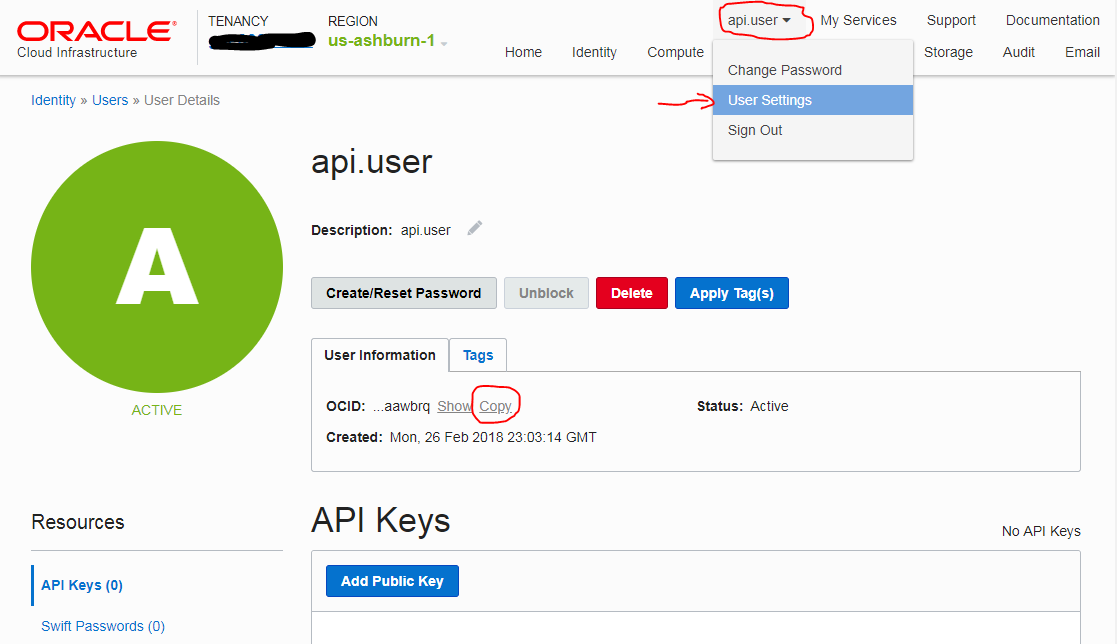 ORACLE®
Cloud Infrastructure
TENANCY
REGION
us-ashburn-1
api.user
My Services
Support
Documentation
Home
Identity
Compute
Storage
Audit
Email
Change Password
User Settings
Sign Out
Identity » Users » User Details
A
ACTIVE
api.user
Description: api.user
Create/Reset Password
Unblock
Delete
Apply Tag(s)
User Information
Tags
OCID: ...aawbrq Show Copy
Status: Active
Created: Mon, 26 Feb 2018 23:03:14 GMT
Resources
API Keys (0)
Swift Passwords (0)
API Keys
No API Keys
Add Public Key